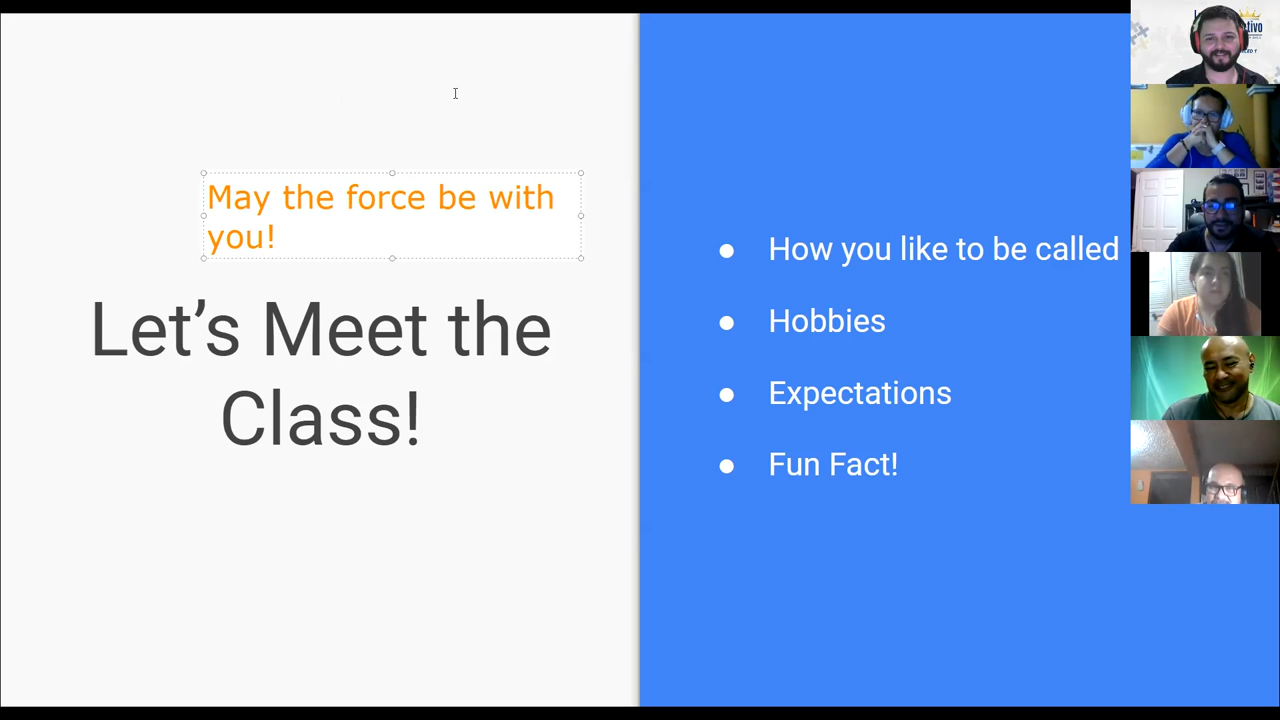 May the force be with
you!
Let's Meet the
Class!
● How you like to be called
● Hobbies
● Expectations
● Fun Fact!